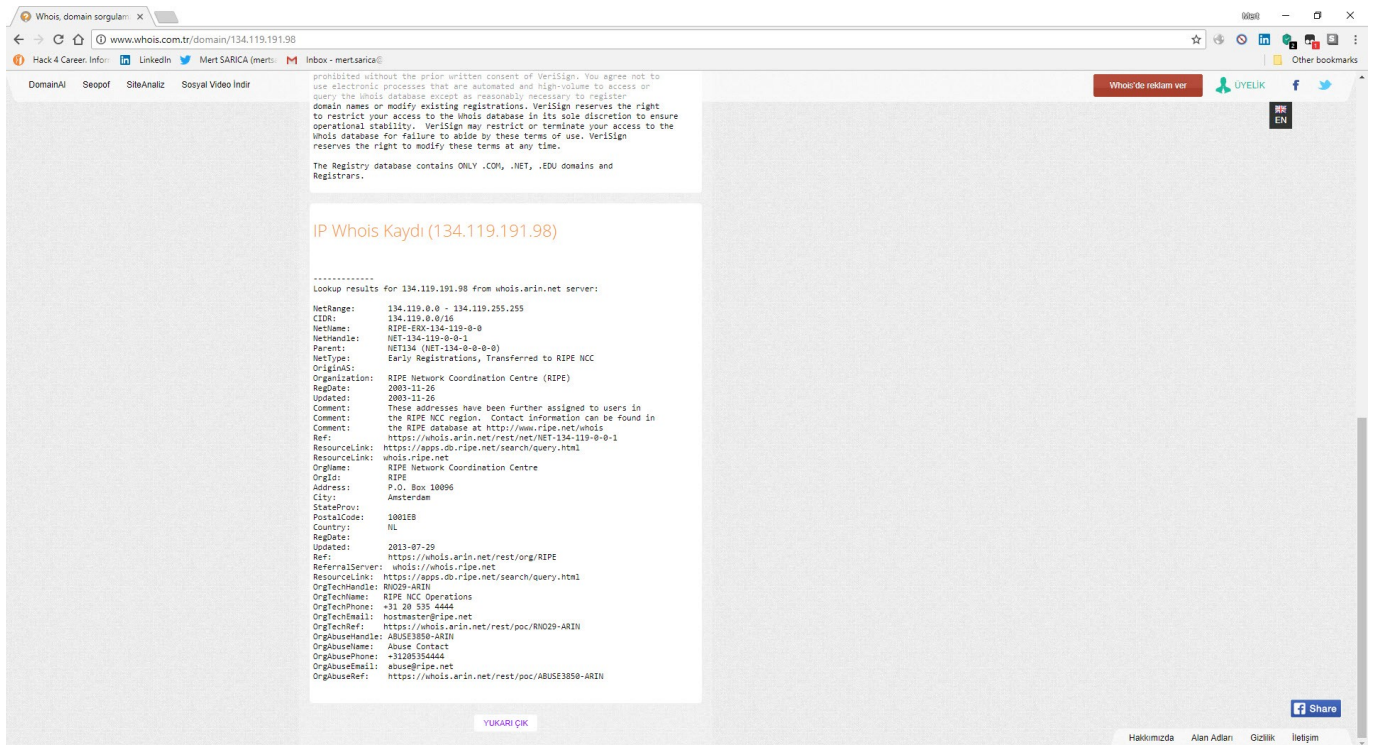 Whois, domain sorgulam
Mert
www.whois.com.tr/domain/134.119.191.98
Hack 4 Career. Inforr
LinkedIn
Mert SARICA (merts:
Inbox - mert.sarica@
Other bookmarks
DomainAI
Seopof
SiteAnaliz
Sosyal Video İndir
Whois'de reklam ver
ÜYELİK
EN
prohibited without the prior written consent of VeriSign. You agree not to
use electronic processes that are automated and high-volume to access or
query the Whois database except as reasonably necessary to register
domain names or modify existing registrations. VeriSign reserves the right
to restrict your access to the Whois database in its sole discretion to ensure
operational stability.  VeriSign may restrict or terminate your access to the
Whois database for failure to abide by these terms of use. VeriSign
reserves the right to modify these terms at any time.
The Registry database contains ONLY .COM, .NET, .EDU domains and
Registrars.
IP Whois Kaydı (134.119.191.98)
-------------
Lookup results for 134.119.191.98 from whois.arin.net server:
NetRange: 134.119.0.0 - 134.119.255.255
CIDR: 134.119.0.0/16
NetName: RIPE-ERX-134-119-0-0
NetHandle: NET-134-119-0-0-1
Parent: NET134 (NET-134-0-0-0-0)
NetType: Early Registrations, Transferred to RIPE NCC
OriginAS:
Organization: RIPE Network Coordination Centre (RIPE)
RegDate: 2003-11-26
Updated: 2003-11-26
Comment: These addresses have been further assigned to users in
Comment: the RIPE NCC region.  Contact information can be found in
Comment: the RIPE database at http://www.ripe.net/whois
Ref: https://whois.arin.net/rest/net/NET-134-119-0-0-1
ResourceLink: https://apps.db.ripe.net/search/query.html
ResourceLink: whois.ripe.net
OrgName: RIPE Network Coordination Centre
OrgId: RIPE
Address: P.O. Box 10096
City: Amsterdam
StateProv:
PostalCode: 1001EB
Country: NL
RegDate:
Updated: 2013-07-29
Ref: https://whois.arin.net/rest/org/RIPE
ReferralServer: whois://whois.ripe.net
ResourceLink: https://apps.db.ripe.net/search/query.html
OrgTechHandle: RNO29-ARIN
OrgTechName: RIPE NCC Operations
OrgTechPhone: +31 20 535 4444
OrgTechEmail: hostmaster@ripe.net
OrgTechRef: https://whois.arin.net/rest/poc/RNO29-ARIN
OrgAbuseHandle: ABUSE3850-ARIN
OrgAbuseName: Abuse Contact
OrgAbusePhone: +31205354444
OrgAbuseEmail: abuse@ripe.net
OrgAbuseRef: https://whois.arin.net/rest/poc/ABUSE3850-ARIN
YUKARI ÇIK
Share
Hakkımızda
Alan Adları
Gizlilik
İletişim